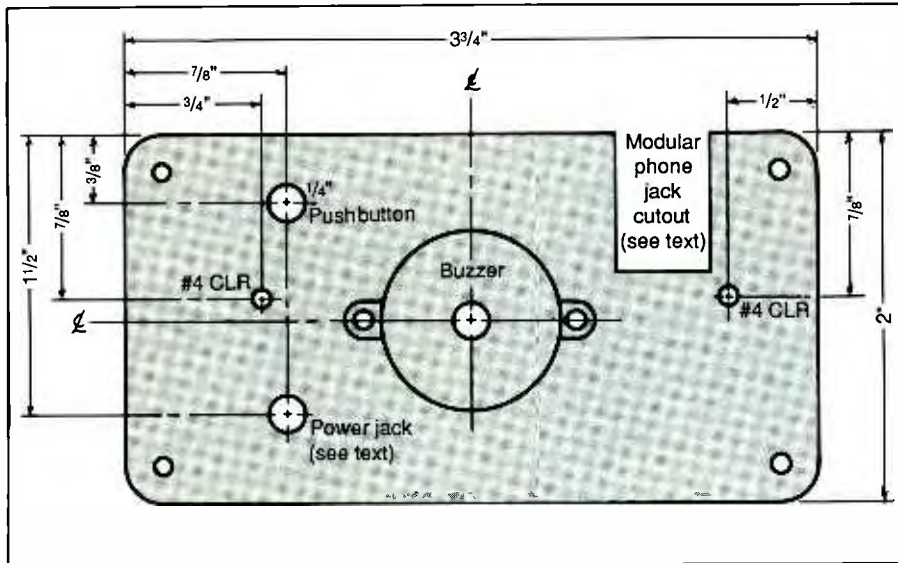 3¾"
7/8"
℄
3/4"
1/2"
3/8"
7/8"
1½"
1/4"
Pushbutton
Modular
phone
jack
cutout
(see text)
7/8"
Buzzer
#4 CLR
#4 CLR
℄
2"
Power jack
(see text)